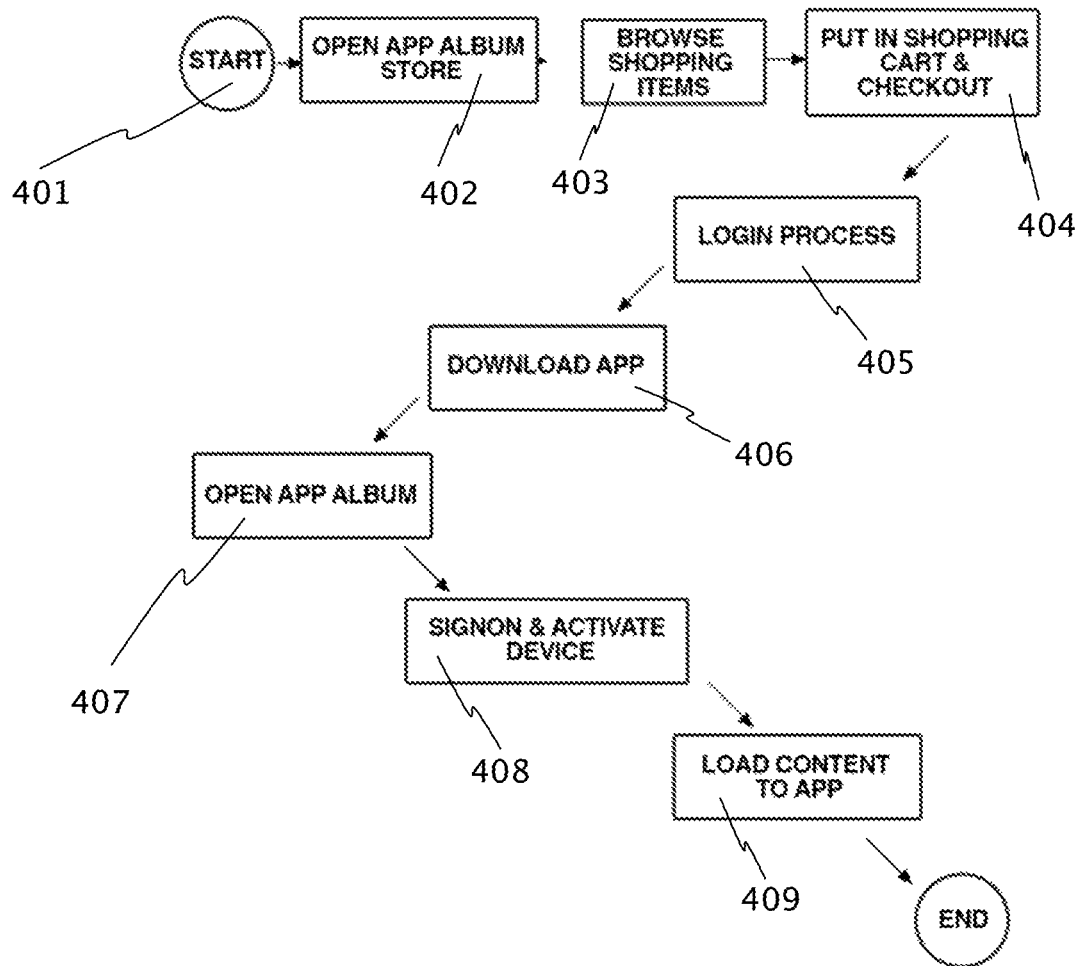 START
OPEN APP ALBUM
STORE
BROWSE
SHOPPING
ITEMS
PUT IN SHOPPING
CART &
CHECKOUT
401
402
403
404
LOGIN PROCESS
405
DOWNLOAD APP
406
OPEN APP ALBUM
407
SIGNON & ACTIVATE
DEVICE
408
LOAD CONTENT
TO APP
409
END